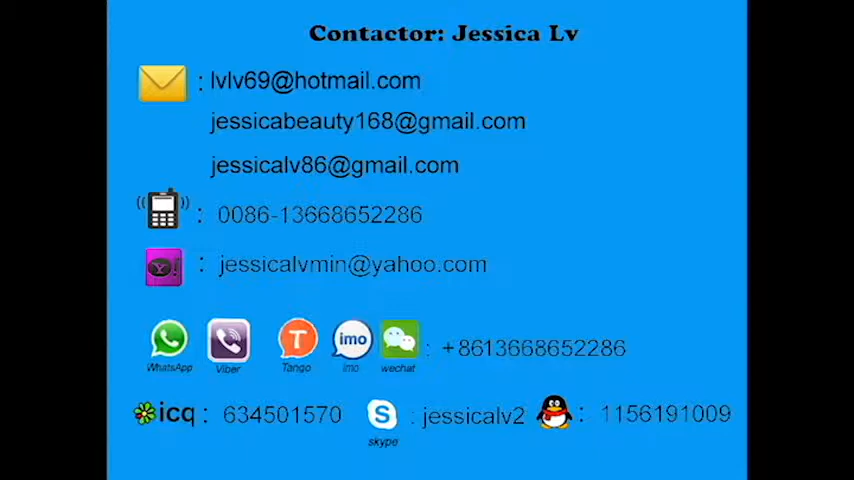 Contactor: Jessica Lv
: lvlv69@hotmail.com
jessicabeauty168@gmail.com
jessicalv86@gmail.com
: 0086-13668652286
Y! : jessicalvmin@yahoo.com
T imo : +8613668652286
WhatsApp Viber Tango imo wechat
icq : 634501570 S : jessicalv2 : 1156191009
skype